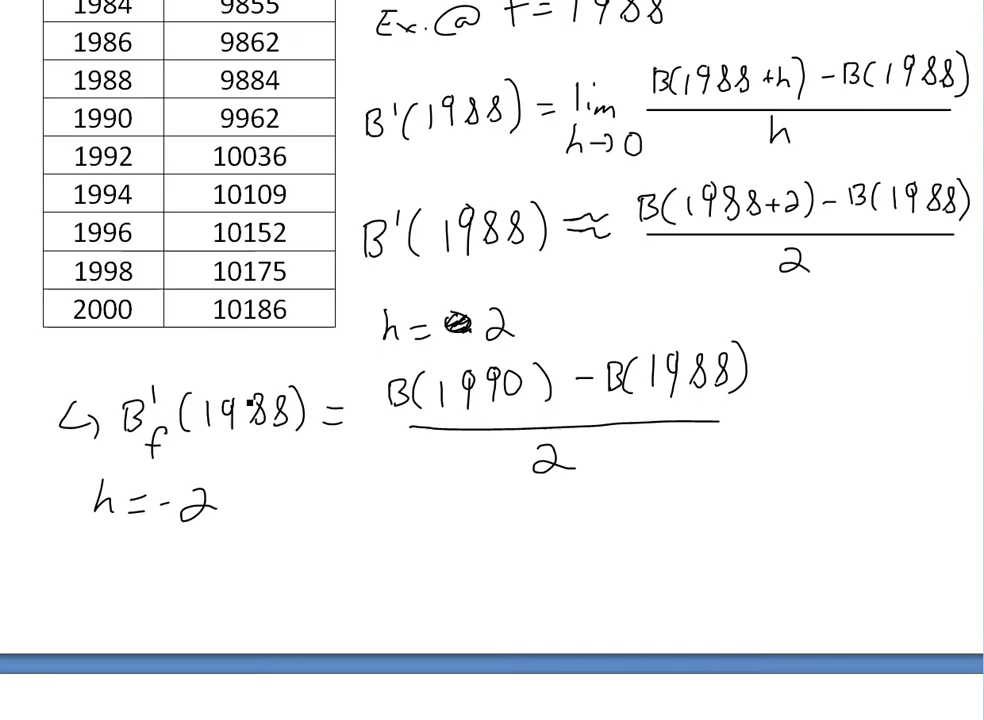 1984 9855
1986 9862
1988 9884
1990 9962
1992 10036
1994 10109
1996 10152
1998 10175
2000 10186
Ex. @ t = 1988
B'(1988) = lim h→0 B(1988+h) - B(1988) / h
B'(1988) ≈ B(1988+2) - B(1988) / 2
h = 2
↪ B'f(1988) = B(1990) - B(1988) / 2
h = -2